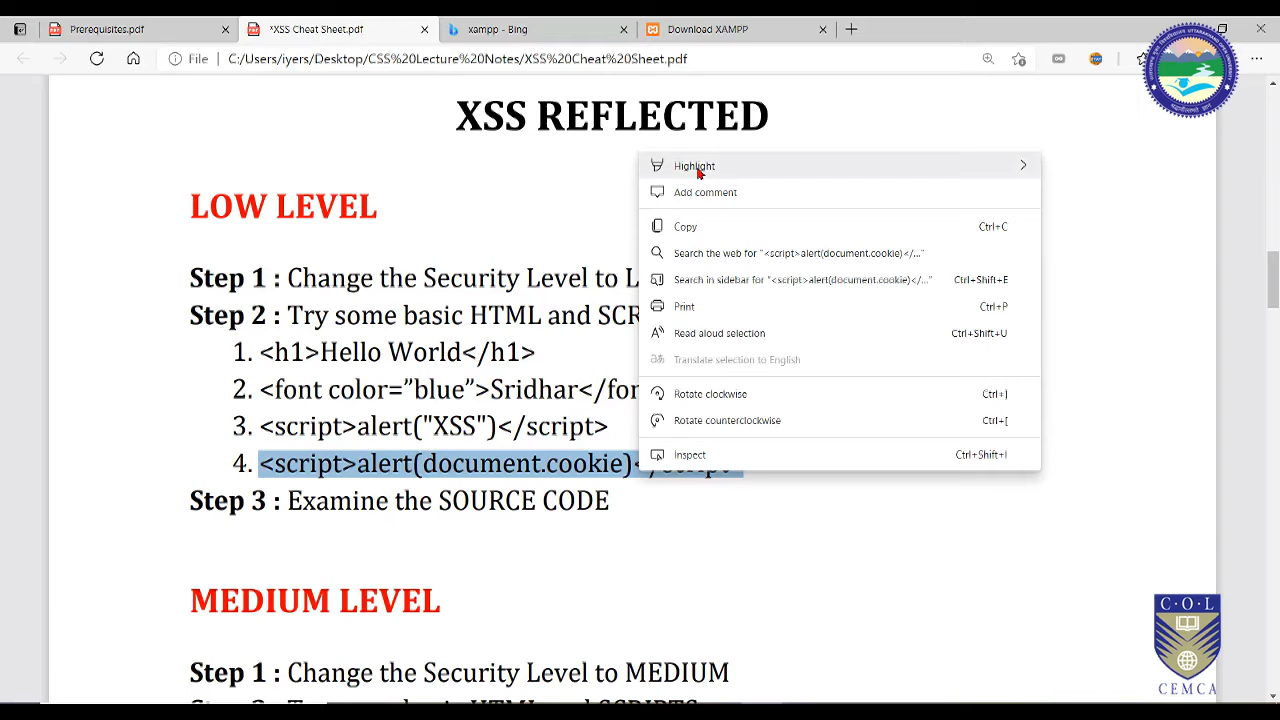 Prerequisites.pdf
*XSS Cheat Sheet.pdf
xampp - Bing
Download XAMPP
File
C:/Users/iyers/Desktop/CSS%20Lecture%20Notes/XSS%20Cheat%20Sheet.pdf
XSS REFLECTED
LOW LEVEL
Step 1 : Change the Security Level to L
Step 2 : Try some basic HTML and SCR
1. <h1>Hello World</h1>
2. <font color=”blue”>Sridhar</fon
3. <script>alert("XSS")</script>
4. <script>alert(document.cookie)</script>
Step 3 : Examine the SOURCE CODE
Highlight
Add comment
Copy Ctrl+C
Search the web for "<script>alert(document.cookie)</..."
Search in sidebar for "<script>alert(document.cookie)</..." Ctrl+Shift+E
Print Ctrl+P
Read aloud selection Ctrl+Shift+U
Translate selection to English
Rotate clockwise Ctrl+]
Rotate counterclockwise Ctrl+[
Inspect Ctrl+Shift+I
MEDIUM LEVEL
Step 1 : Change the Security Level to MEDIUM
C·O·L
CEMCA